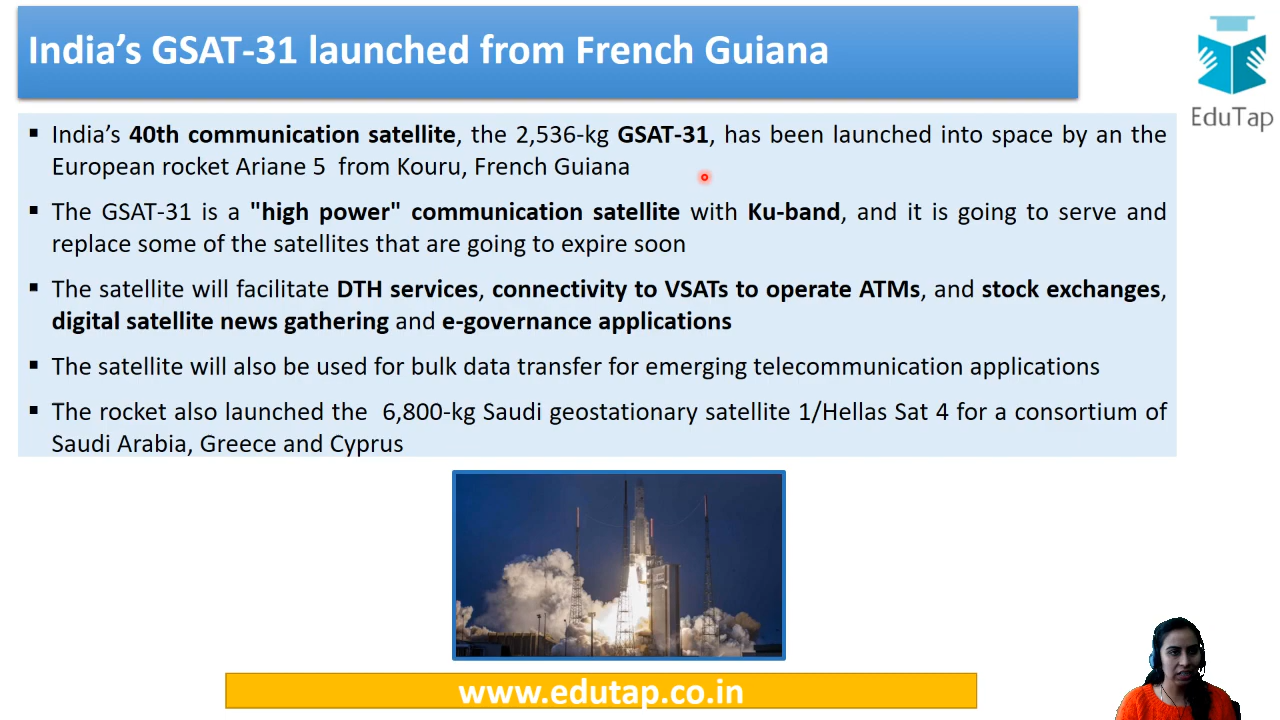 India's GSAT-31 launched from French Guiana
EduTap
▪ India's 40th communication satellite, the 2,536-kg GSAT-31, has been launched into space by an the
European rocket Ariane 5 from Kouru, French Guiana
▪ The GSAT-31 is a "high power" communication satellite with Ku-band, and it is going to serve and
replace some of the satellites that are going to expire soon
▪ The satellite will facilitate DTH services, connectivity to VSATs to operate ATMs, and stock exchanges,
digital satellite news gathering and e-governance applications
▪ The satellite will also be used for bulk data transfer for emerging telecommunication applications
▪ The rocket also launched the 6,800-kg Saudi geostationary satellite 1/Hellas Sat 4 for a consortium of
Saudi Arabia, Greece and Cyprus
www.edutap.co.in